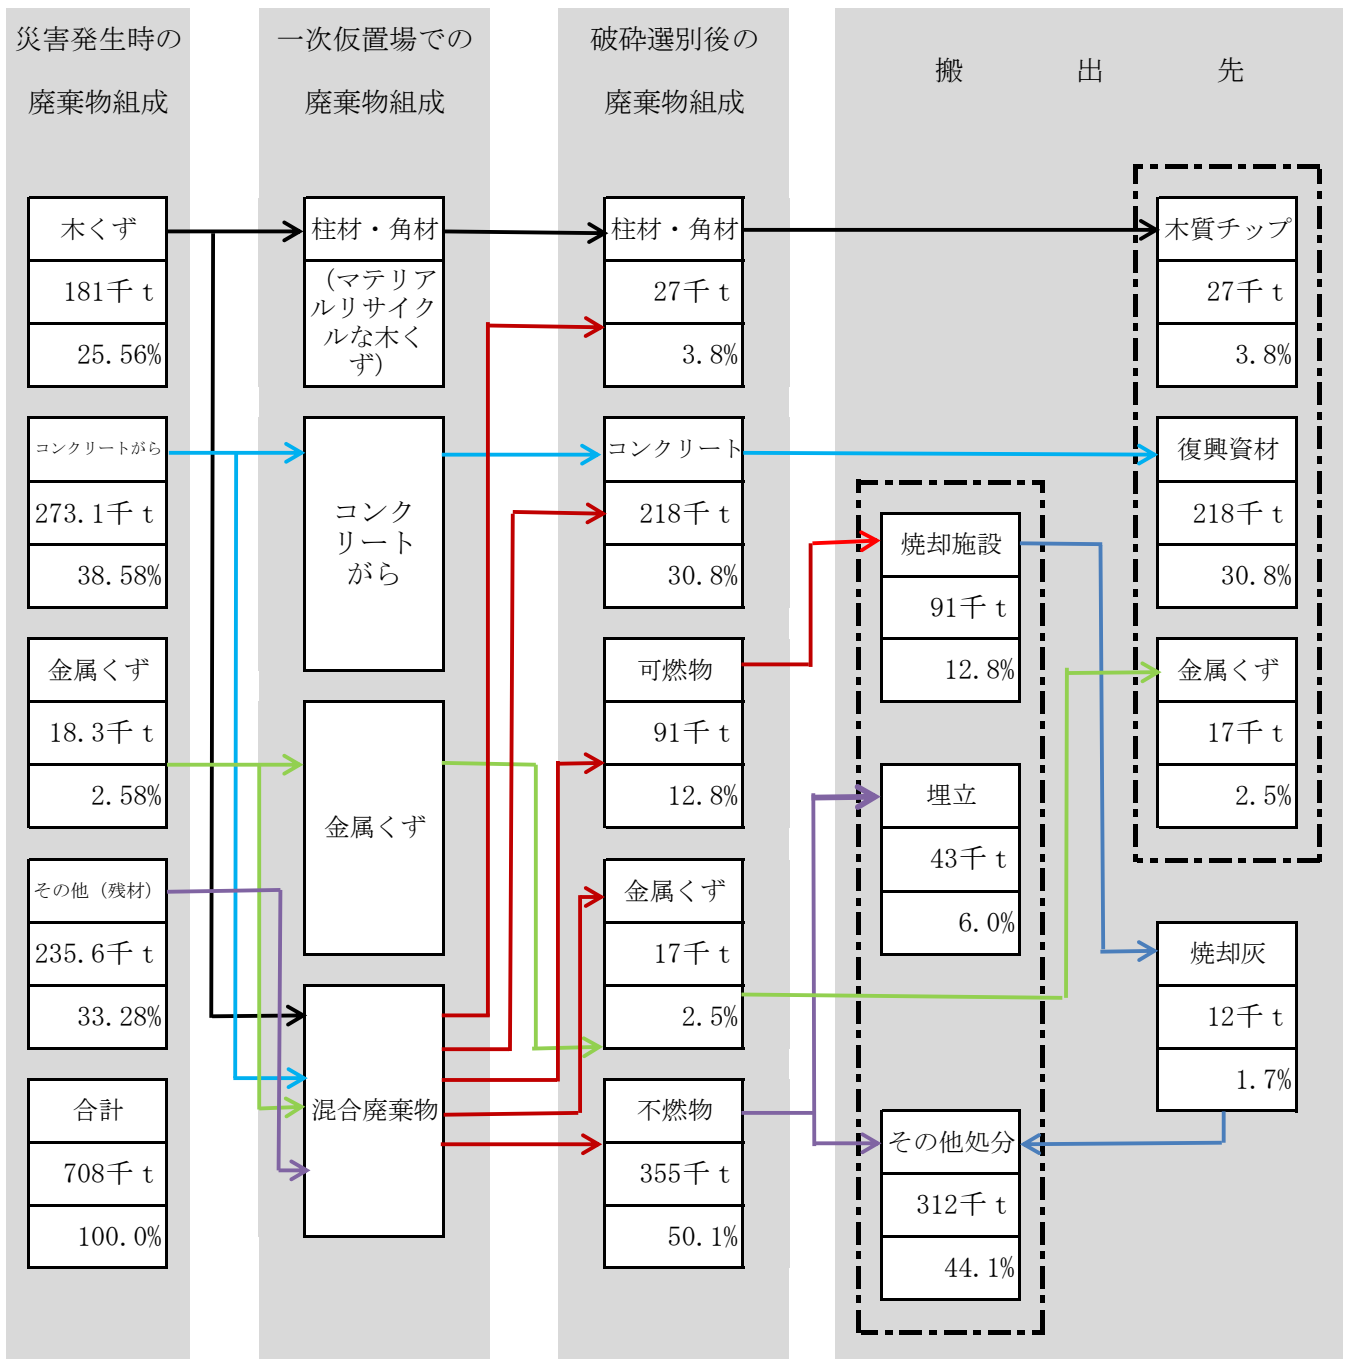 災害発生時の
廃棄物組成
木くず
181千ｔ
25.56%
コンクリートがら
273.1千ｔ
38.58%
金属くず
18.3千ｔ
2.58%
その他（残材）
235.6千ｔ
33.28%
合計
708千ｔ
100.0%
一次仮置場での
廃棄物組成
柱材・角材
（マテリア
ルリサイク
ルな木く
ず）
コンク
リート
がら
金属くず
混合廃棄物
破砕選別後の
廃棄物組成
柱材・角材
27千ｔ
3.8%
コンクリート
218千ｔ
30.8%
可燃物
91千ｔ
12.8%
金属くず
17千ｔ
2.5%
不燃物
355千ｔ
50.1%
搬出先
焼却施設
91千ｔ
12.8%
埋立
43千ｔ
6.0%
その他処分
312千ｔ
44.1%
木質チップ
27千ｔ
3.8%
復興資材
218千ｔ
30.8%
金属くず
17千ｔ
2.5%
焼却灰
12千ｔ
1.7%